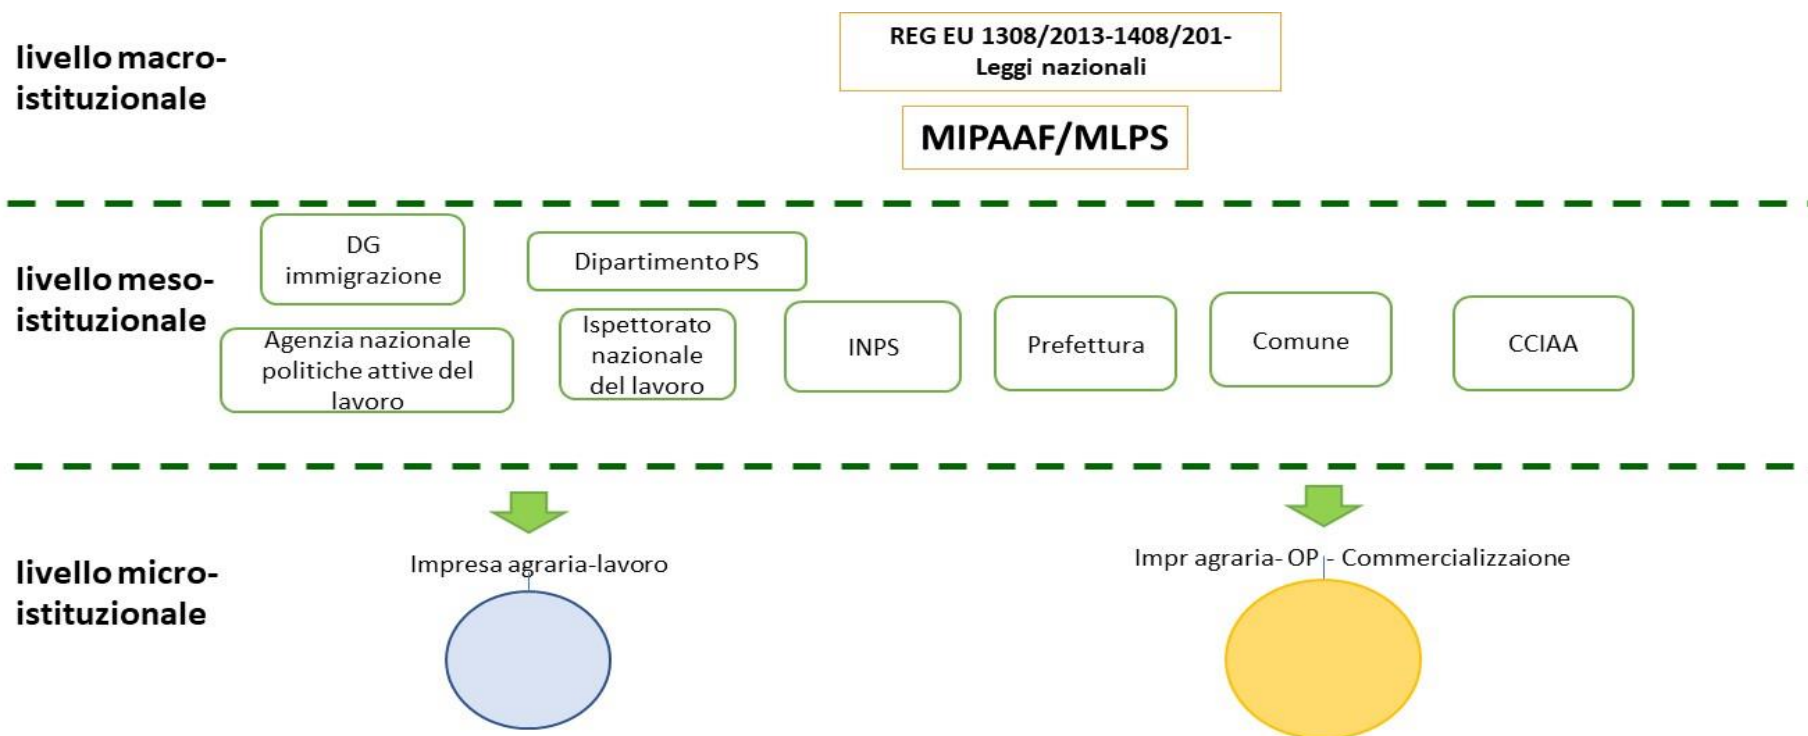 livello macro-
istituzionale
REG EU 1308/2013-1408/201-
Leggi nazionali
MIPAAF/MLPS
livello meso-
istituzionale
DG
immigrazione
Dipartimento PS
Agenzia nazionale
politiche attive del
lavoro
Ispettorato
nazionale
del lavoro
INPS
Prefettura
Comune
CCIAA
livello micro-
istituzionale
Impresa agraria-lavoro
Impr agraria- OP - Commercializzaione